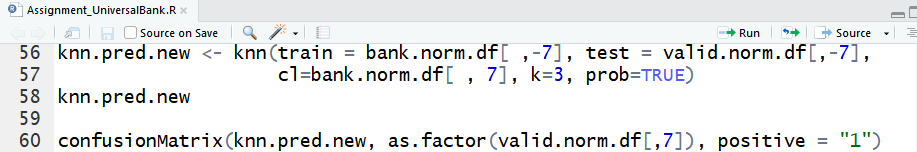 Assignment_UniversalBank.R ×
Source on Save Run Source
56 knn.pred.new <- knn(train = bank.norm.df[ ,-7], test = valid.norm.df[,-7],
57 cl=bank.norm.df[ , 7], k=3, prob=TRUE)
58 knn.pred.new
59
60 confusionMatrix(knn.pred.new, as.factor(valid.norm.df[,7]), positive = "1")